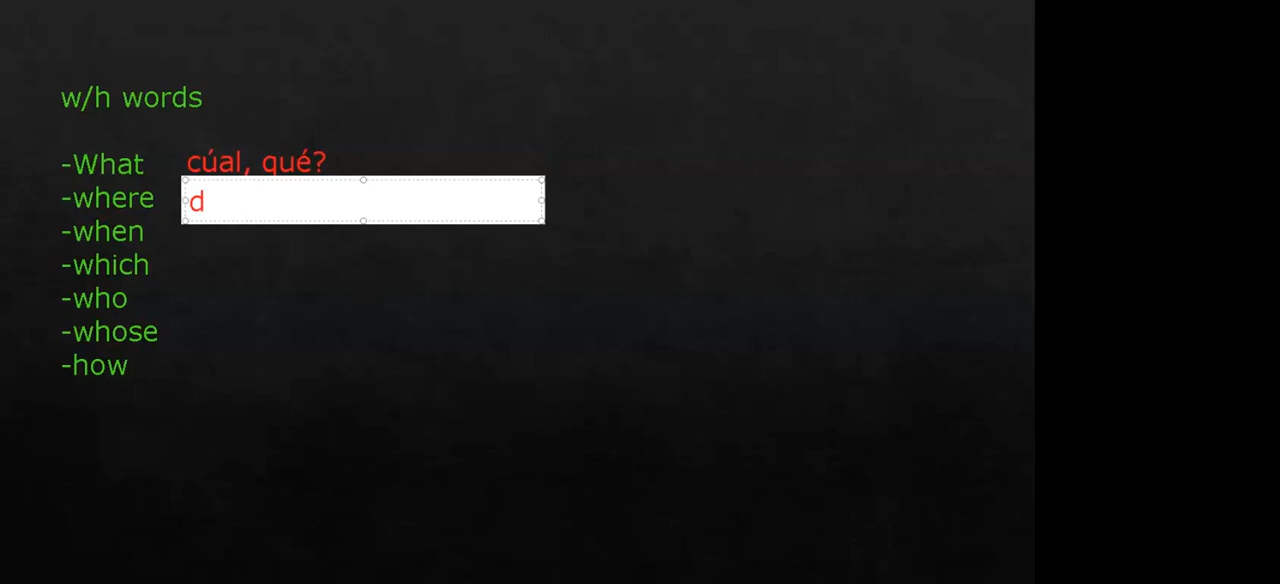 w/h words
-What cúal, qué?
-where d
-when
-which
-who
-whose
-how